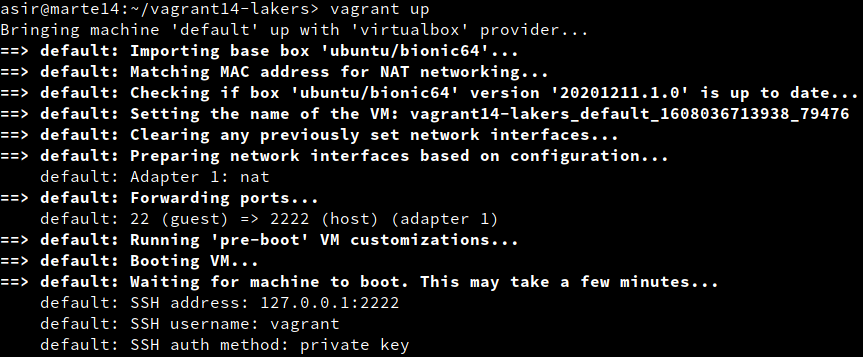 asir@marte14:~/vagrant14-lakers> vagrant up
Bringing machine 'default' up with 'virtualbox' provider...
==> default: Importing base box 'ubuntu/bionic64'...
==> default: Matching MAC address for NAT networking...
==> default: Checking if box 'ubuntu/bionic64' version '20201211.1.0' is up to date...
==> default: Setting the name of the VM: vagrant14-lakers_default_1608036713938_79476
==> default: Clearing any previously set network interfaces...
==> default: Preparing network interfaces based on configuration...
    default: Adapter 1: nat
==> default: Forwarding ports...
    default: 22 (guest) => 2222 (host) (adapter 1)
==> default: Running 'pre-boot' VM customizations...
==> default: Booting VM...
==> default: Waiting for machine to boot. This may take a few minutes...
    default: SSH address: 127.0.0.1:2222
    default: SSH username: vagrant
    default: SSH auth method: private key